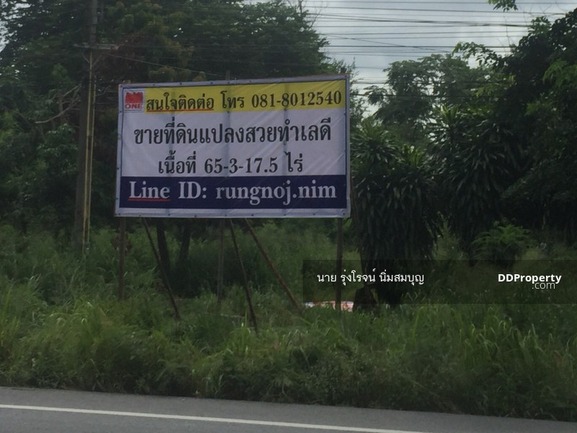 ONE สนใจติดต่อ โทร 081-8012540
ขายที่ดินแปลงสวยทำเลดี
เนื้อที่ 65-3-17.5 ไร่
Line ID: rungnoj.nim
นาย รุ่งโรจน์ นิ่มสมบุญ
DDProperty
.com